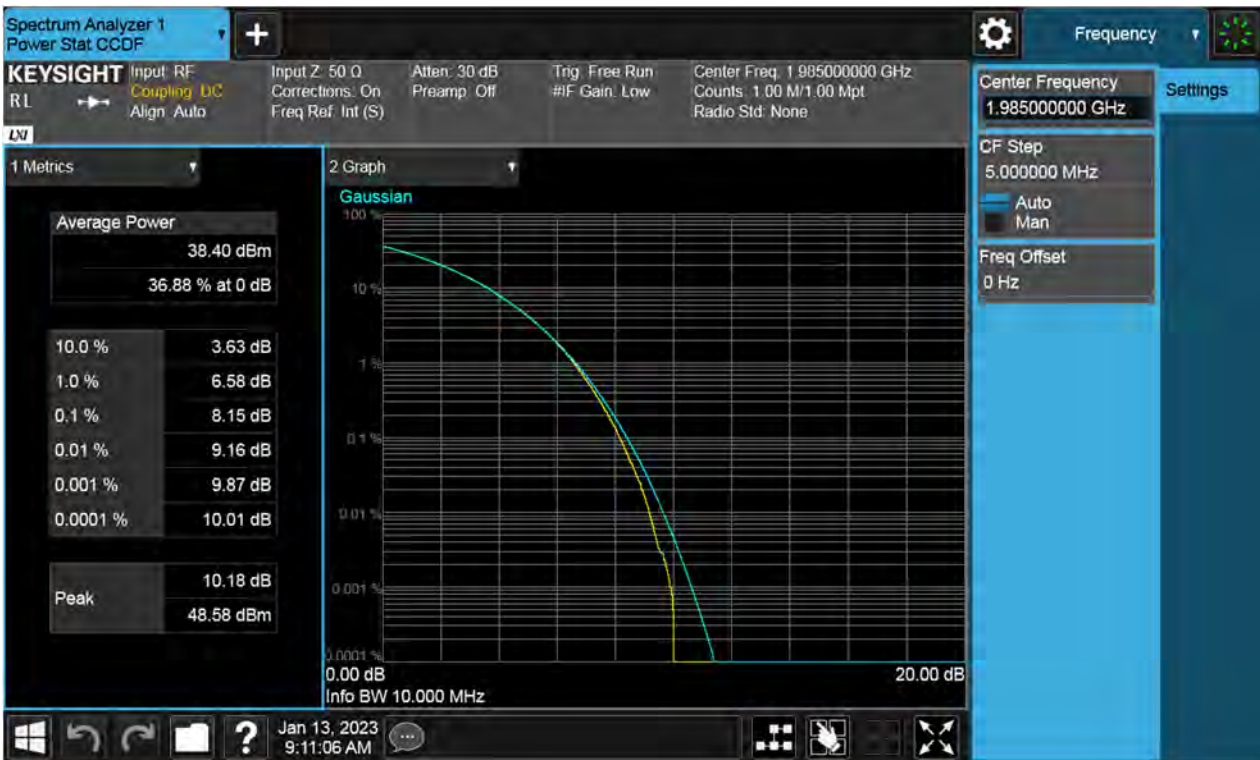 Spectrum Analyzer 1
Power Stat CCDF
+
Frequency
KEYSIGHT
RL
LXI
Input: RF
Coupling: DC
Align: Auto
Input Z: 50 Ω
Corrections: On
Freq Ref: Int (S)
Atten: 30 dB
Preamp: Off
Trig: Free Run
#IF Gain: Low
Center Freq: 1.985000000 GHz
Counts: 1.00 M/1.00 Mpt
Radio Std: None
Center Frequency
1.985000000 GHz
Settings
CF Step
5.000000 MHz
Auto
Man
Freq Offset
0 Hz
1 Metrics
Average Power
38.40 dBm
36.88 % at 0 dB
10.0 % 3.63 dB
1.0 % 6.58 dB
0.1 % 8.15 dB
0.01 % 9.16 dB
0.001 % 9.87 dB
0.0001 % 10.01 dB
Peak
10.18 dB
48.58 dBm
2 Graph
Gaussian
100 %
10 %
1 %
0.1 %
0.01 %
0.001 %
0.0001 %
0.00 dB 20.00 dB
Info BW 10.000 MHz
?
Jan 13, 2023
9:11:06 AM